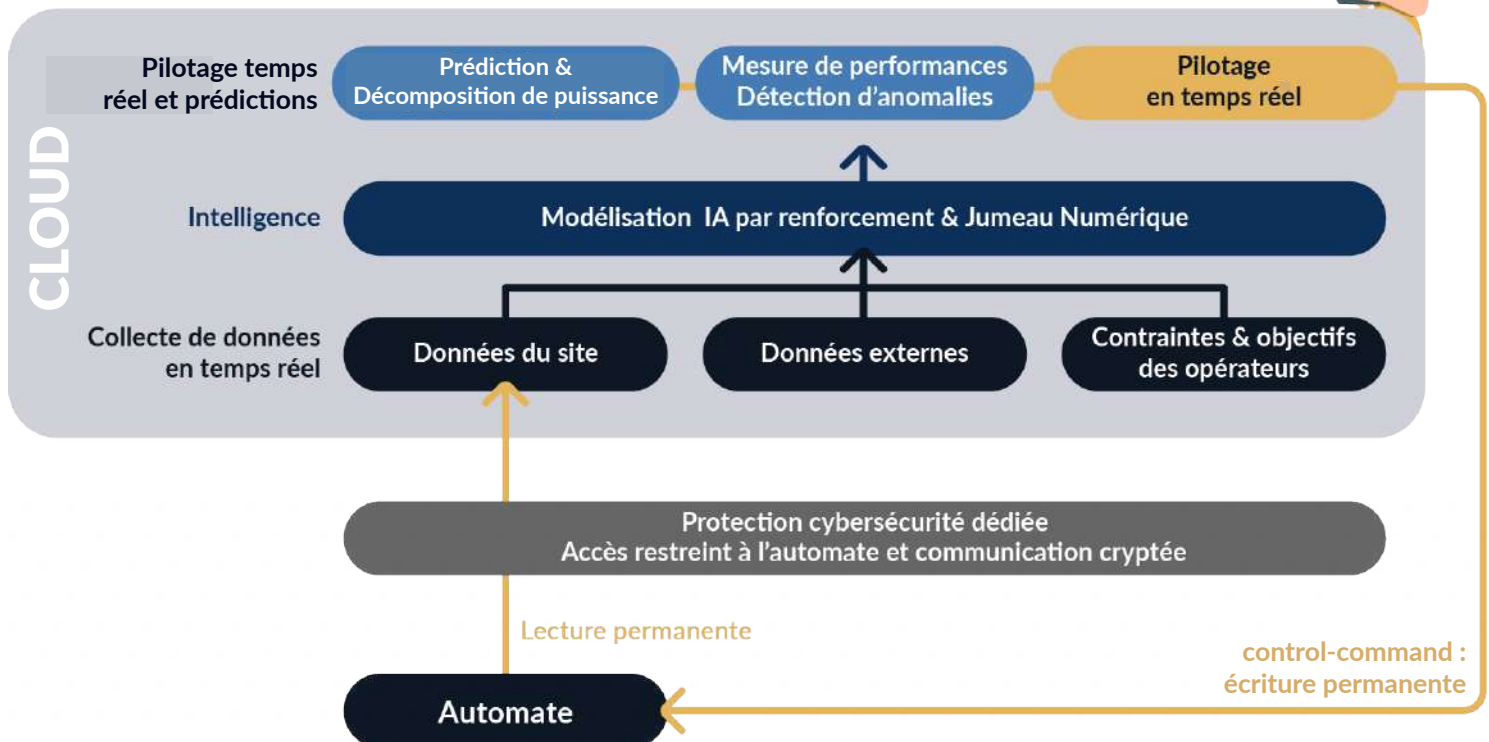 CLOUD
Pilotage temps
réel et prédictions
Prédiction &
Décomposition de puissance
Mesure de performances
Détection d'anomalies
Pilotage
en temps réel
Intelligence
Modélisation IA par renforcement & Jumeau Numérique
Collecte de données
en temps réel
Données du site
Données externes
Contraintes & objectifs
des opérateurs
Protection cybersécurité dédiée
Accès restreint à l'automate et communication cryptée
Lecture permanente
control-command :
écriture permanente
Automate